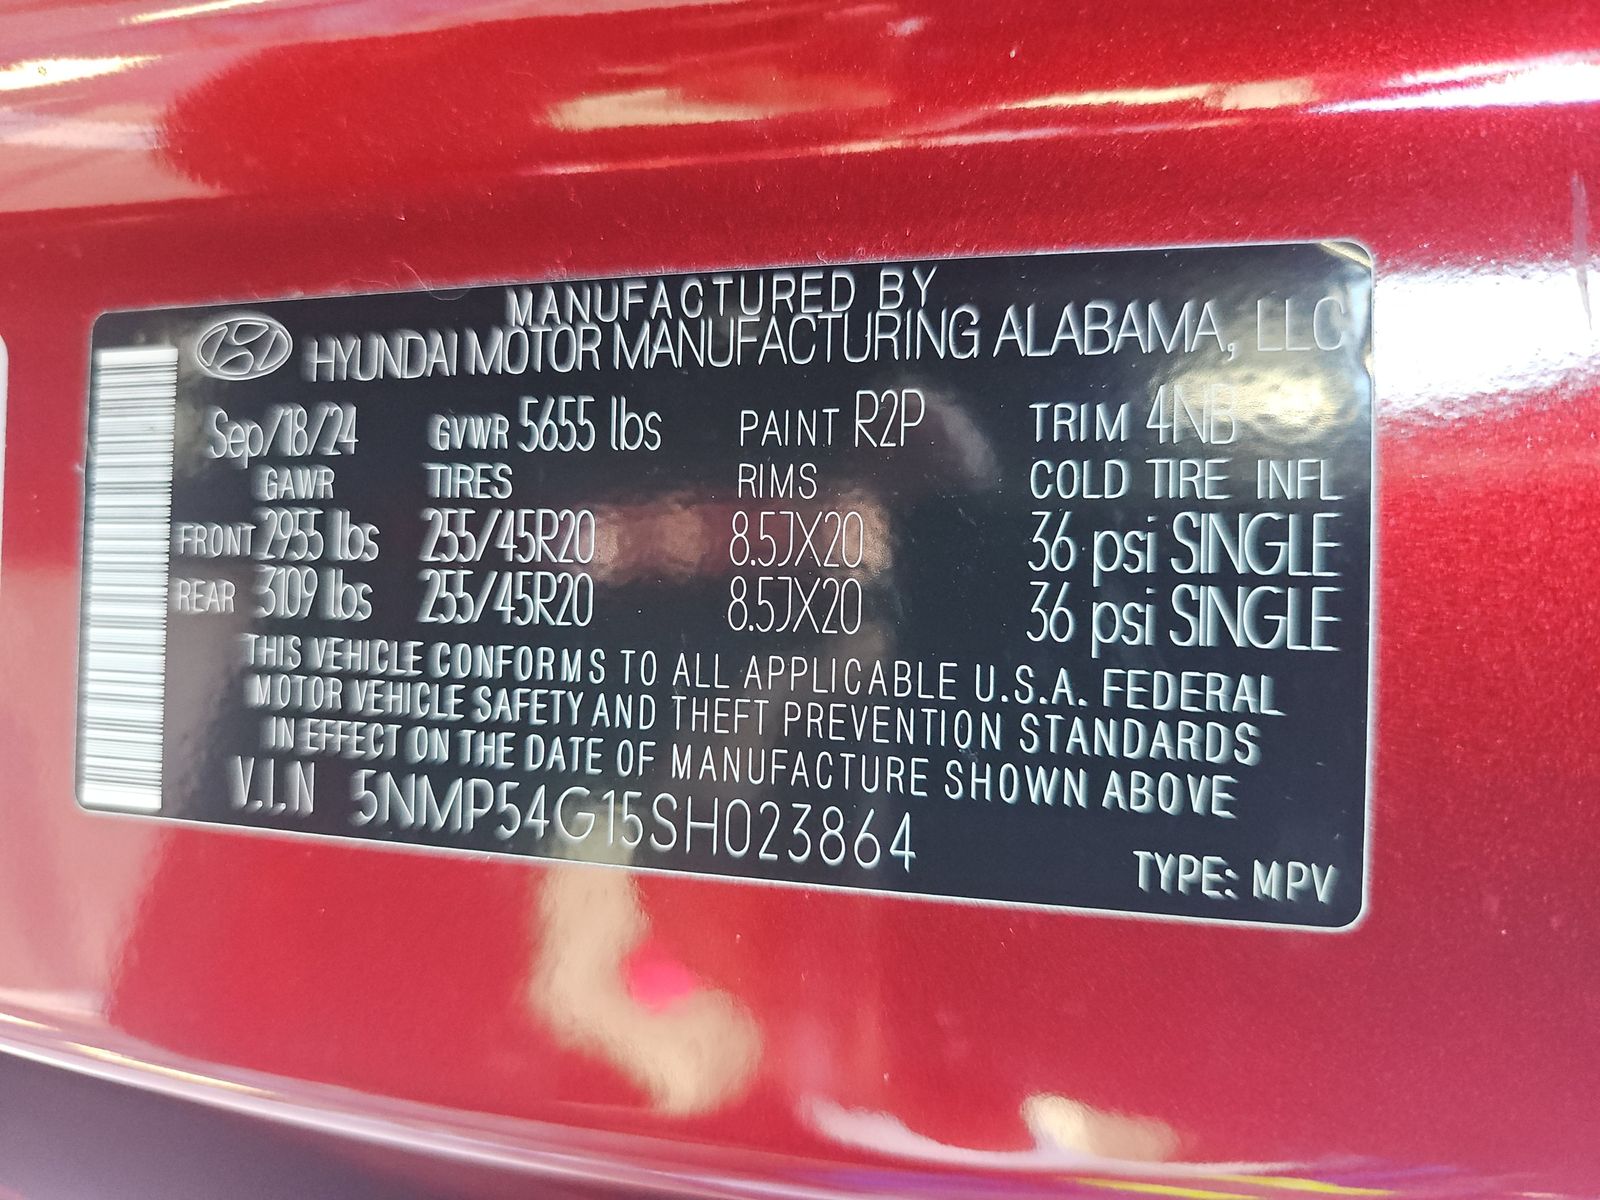 MANUFACTURED BY
HYUNDAI MOTOR MANUFACTURING ALABAMA, LLC
Sep/18/24 GVWR 5655 lbs PAINT R2P TRIM 4NB
GAWR TIRES RIMS COLD TIRE INFL
FRONT 2955 lbs 255/45R20 8.5JX20 36 psi SINGLE
REAR 3109 lbs 255/45R20 8.5JX20 36 psi SINGLE
THIS VEHICLE CONFORMS TO ALL APPLICABLE U.S.A. FEDERAL
MOTOR VEHICLE SAFETY AND THEFT PREVENTION STANDARDS
IN EFFECT ON THE DATE OF MANUFACTURE SHOWN ABOVE
V.I.N 5NMP54G15SH023864
TYPE: MPV